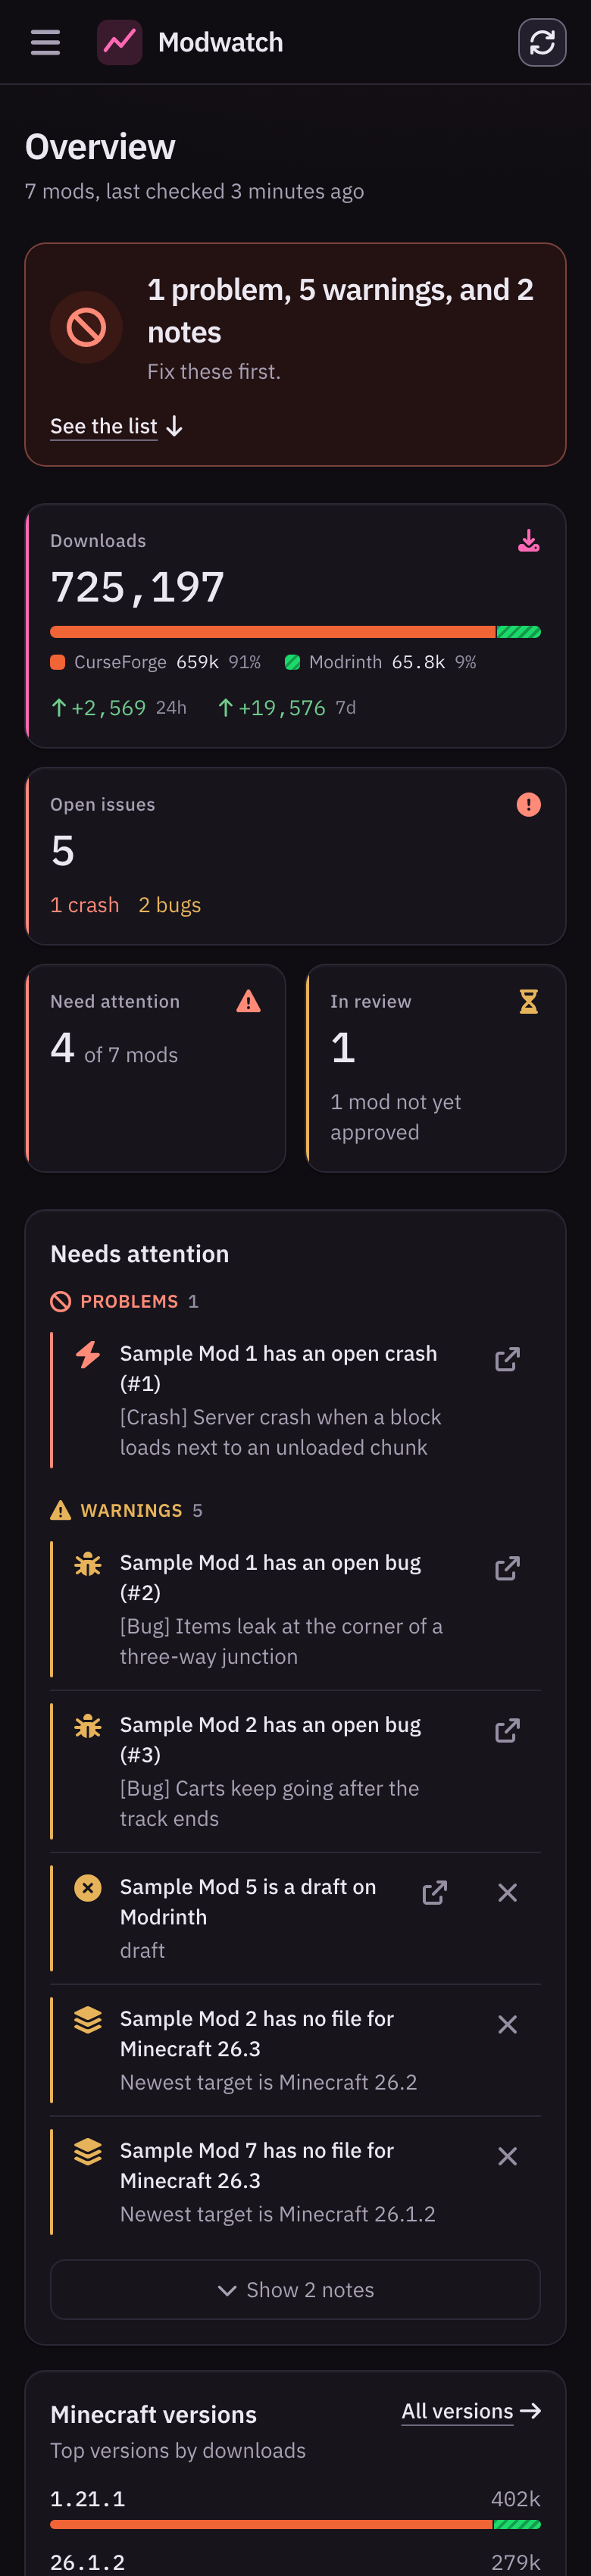 Modwatch
Overview
7 mods, last checked 3 minutes ago
1 problem, 5 warnings, and 2
notes
Fix these first.
See the list
Downloads
725,197
CurseForge 659k 91% Modrinth 65.8k 9%
+2,569 24h +19,576 7d
Open issues
5
1 crash 2 bugs
Need attention
4 of 7 mods
In review
1
1 mod not yet
approved
Needs attention
PROBLEMS 1
Sample Mod 1 has an open crash
(#1)
[Crash] Server crash when a block
loads next to an unloaded chunk
WARNINGS 5
Sample Mod 1 has an open bug
(#2)
[Bug] Items leak at the corner of a
three-way junction
Sample Mod 2 has an open bug
(#3)
[Bug] Carts keep going after the
track ends
Sample Mod 5 is a draft on
Modrinth
draft
Sample Mod 2 has no file for
Minecraft 26.3
Newest target is Minecraft 26.2
Sample Mod 7 has no file for
Minecraft 26.3
Newest target is Minecraft 26.1.2
Show 2 notes
Minecraft versions
All versions
Top versions by downloads
1.21.1 402k
26.1.2 279k